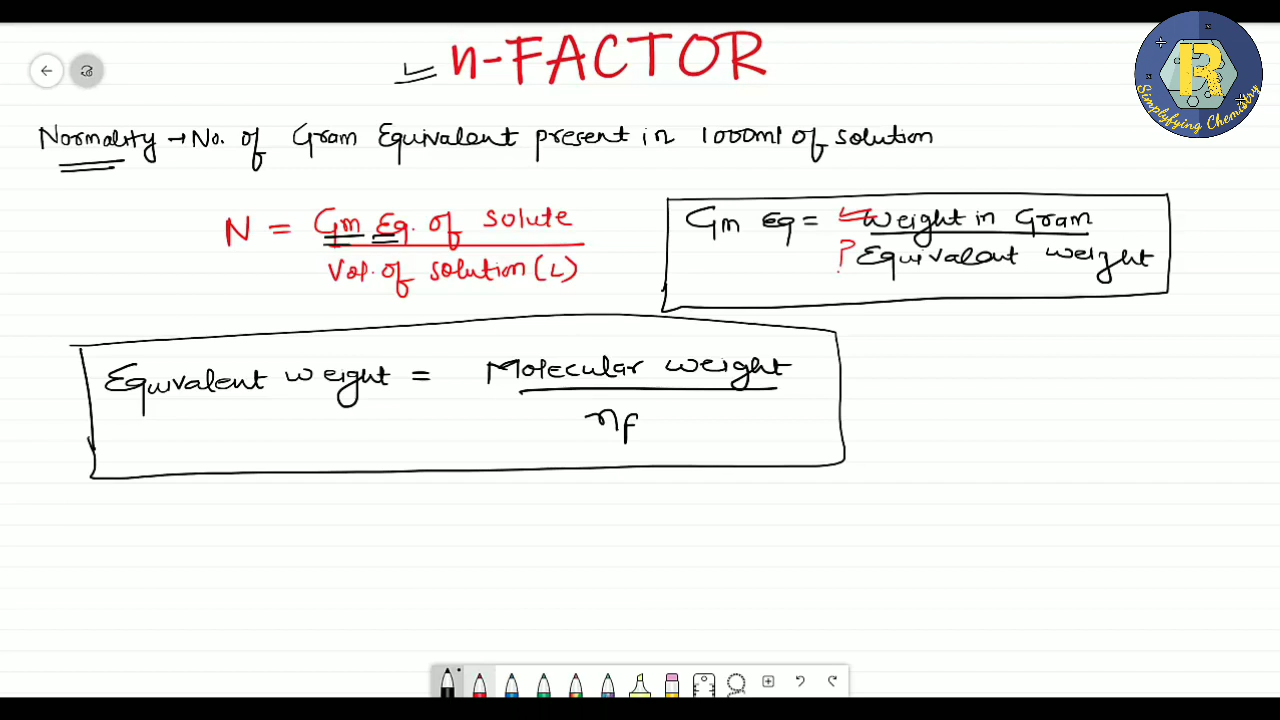 n-FACTOR
R
Simplyfying Chemistry
Normality → No. of Gram Equivalent present in 1000ml of solution
N = Gm Eq. of solute
Vol. of solution (L)
Gm Eq = Weight in Gram
? Equivalent weight
Equivalent weight = Molecular weight
nF